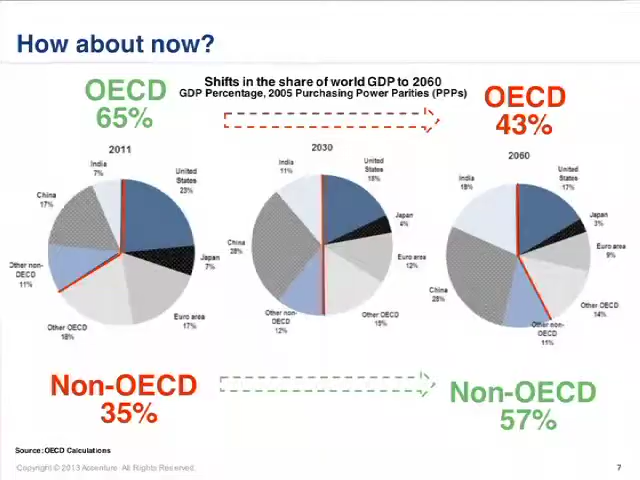 How about now?
OECD
65%
Shifts in the share of world GDP to 2060
GDP Percentage, 2005 Purchasing Power Parities (PPPs)
OECD
43%
2011
India
7%
United
States
23%
China
17%
Japan
7%
Other non-
OECD
11%
Euro area
17%
Other OECD
18%
2030
India
11%
United
States
18%
Japan
4%
China
28%
Euro area
12%
Other non-
OECD
12%
Other OECD
15%
2060
India
18%
United
States
17%
Japan
3%
Euro area
9%
China
28%
Other OECD
14%
Other non-
OECD
11%
Non-OECD
35%
Non-OECD
57%
Source: OECD Calculations
Copyright © 2013 Accenture All Rights Reserved.
7